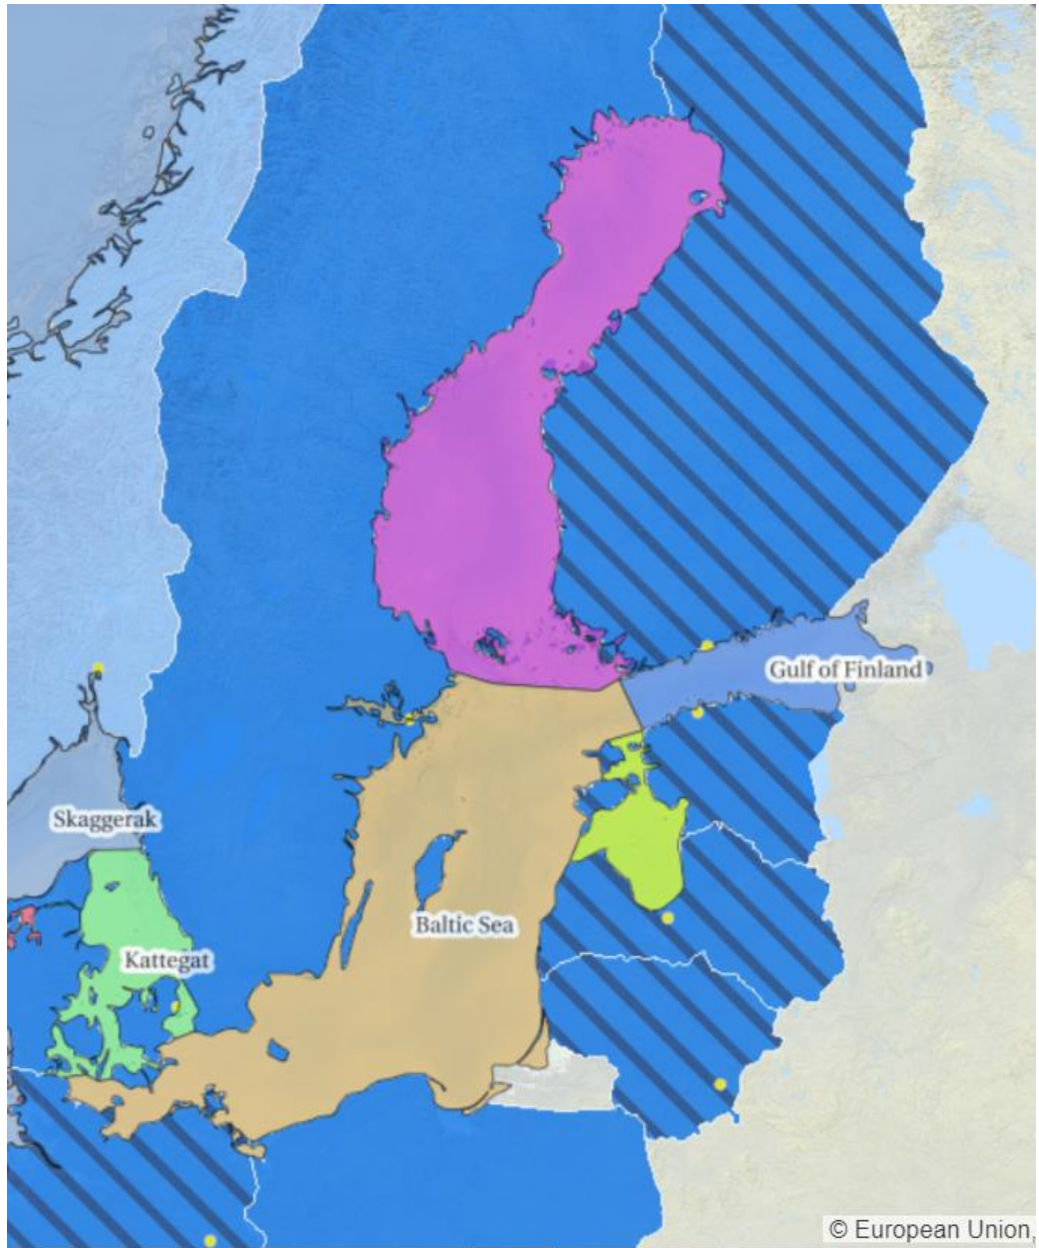 Gulf of Finland
Skaggerak
Baltic Sea
Kattegat
© European Union,